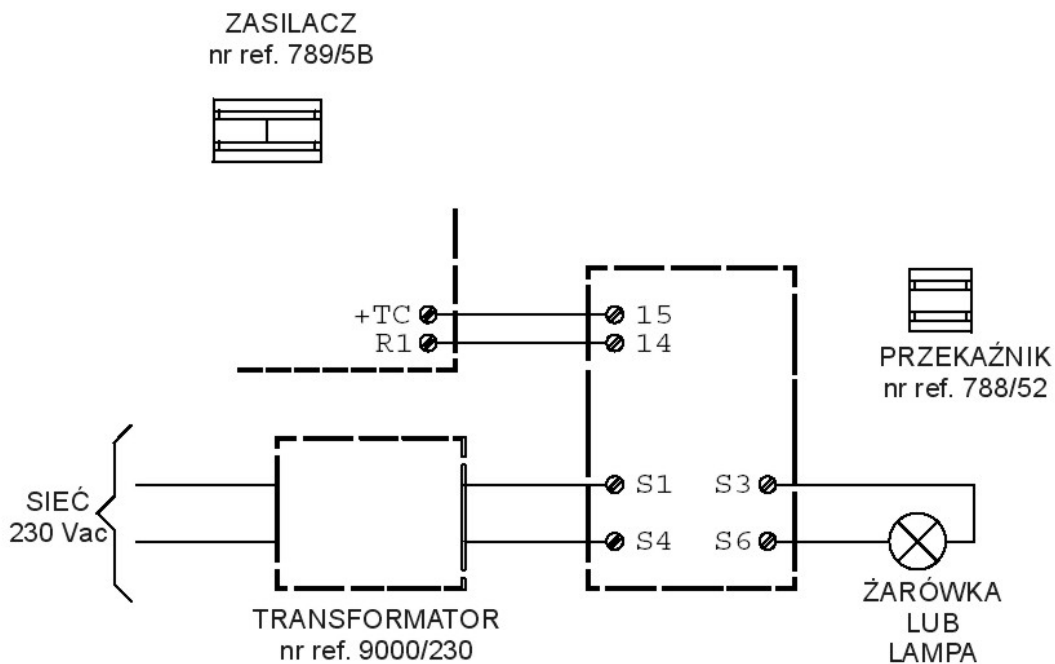 ZASILACZ
nr ref. 789/5B
+TC
15
R1
14
PRZEKAŹNIK
nr ref. 788/52
SIEĆ
230 Vac
S1
S3
S4
S6
TRANSFORMATOR
nr ref. 9000/230
ŻARÓWKA
LUB
LAMPA